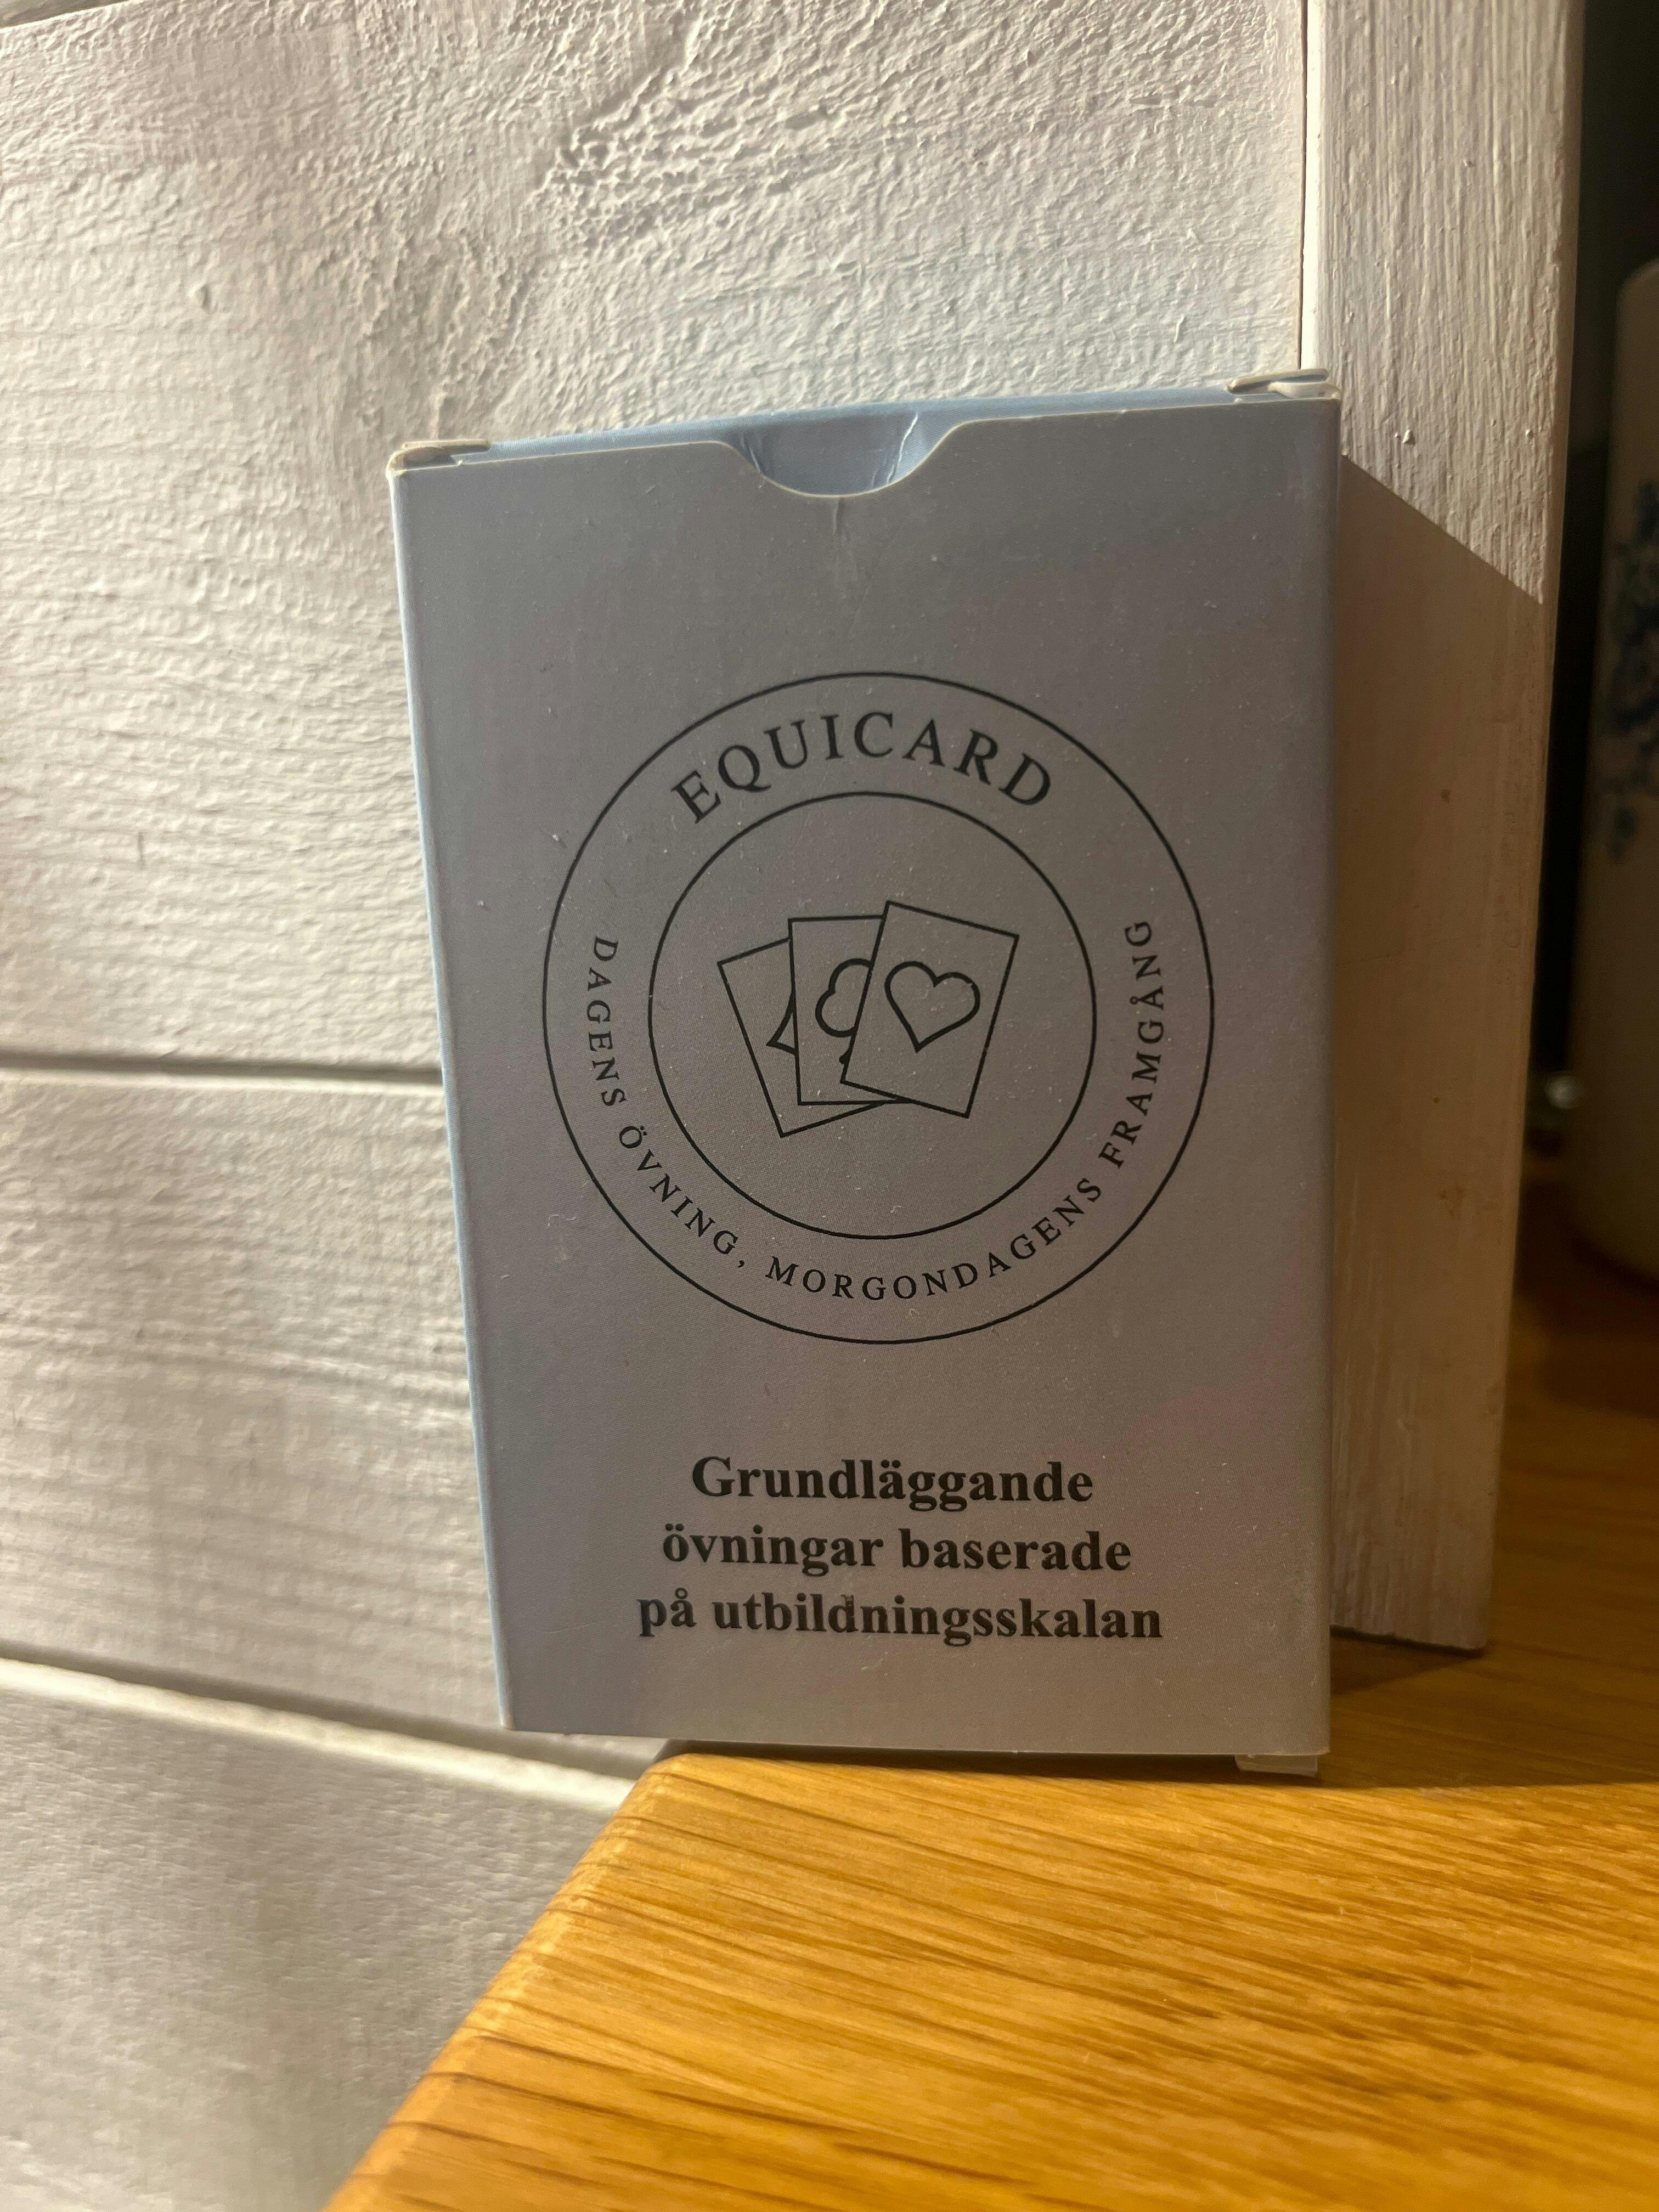 EQUICARD
DAGENS ÖVNING, MORGONDAGENS FRAMGÅNG
Grundläggande
övningar baserade
på utbildningsskalan